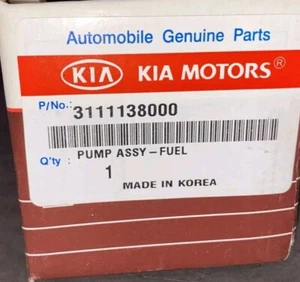 Automobile Genuine Parts
KIA KIA MOTORS®
P/No.: 3111138000
PUMP ASSY-FUEL
Q'ty : 1
MADE IN KOREA